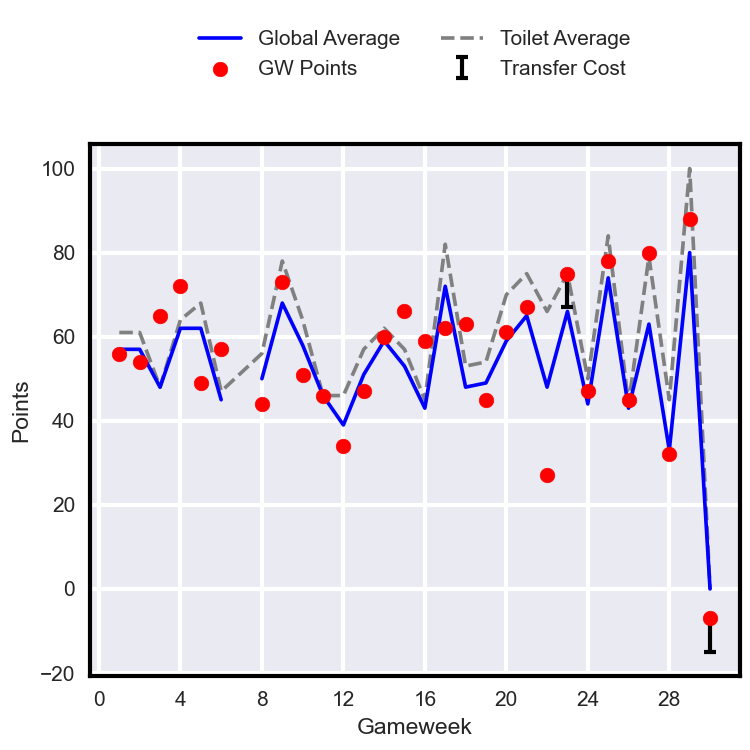 Global Average
GW Points
Toilet Average
Transfer Cost
100
80
60
40
20
0
−20
Points
0 4 8 12 16 20 24 28
Gameweek